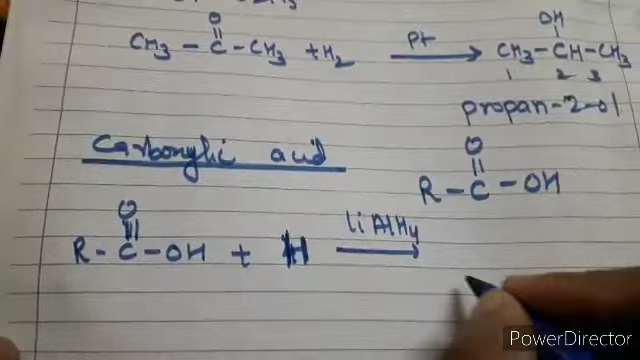 O
CH₃ - C - CH₃ + H₂ Pt → CH₃-CH-CH₃
OH
1 2 3
propan-2-ol
Carboxylic acid
O
R - C - OH
O
R - C - OH + H liAlH4 →
PowerDirector